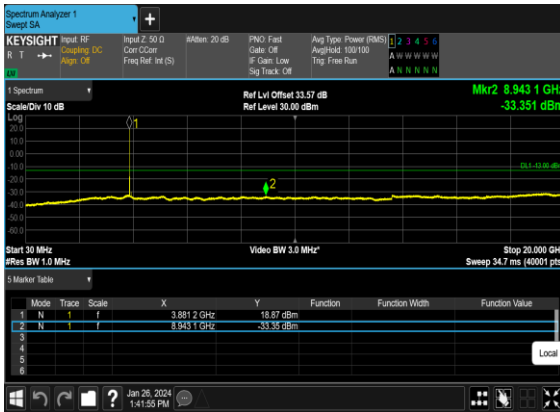 Spectrum Analyzer 1
Swept SA
+
KEYSIGHT Input: RF Input Z: 50 Ω #Atten: 20 dB PNO: Fast Avg Type: Power (RMS) 1 2 3 4 5 6
R T Coupling: DC Corr CCorr Gate: Off Avg|Hold: 100/100 A W W W W W
Align: Off Freq Ref: Int (S) IF Gain: Low Trig: Free Run
Sig Track: Off A N N N N N
1 Spectrum Ref Lvl Offset 33.57 dB Mkr2 8.943 1 GHz
Scale/Div 10 dB Ref Level 30.00 dBm -33.351 dBm
Log
20.0
10.0
0.00
-10.0
DL1 -13.00 dBm
-20.0
-30.0
-40.0
-50.0
-60.0
1
2
Start 30 MHz Video BW 3.0 MHz* Stop 20.000 GHz
#Res BW 1.0 MHz Sweep 34.7 ms (40001 pts)
5 Marker Table
Mode Trace Scale X Y Function Function Width Function Value
1 N 1 f 3.881 2 GHz 18.87 dBm
2 N 1 f 8.943 1 GHz -33.35 dBm
3
4
5
6
Local
? Jan 26, 2024
1:41:55 PM